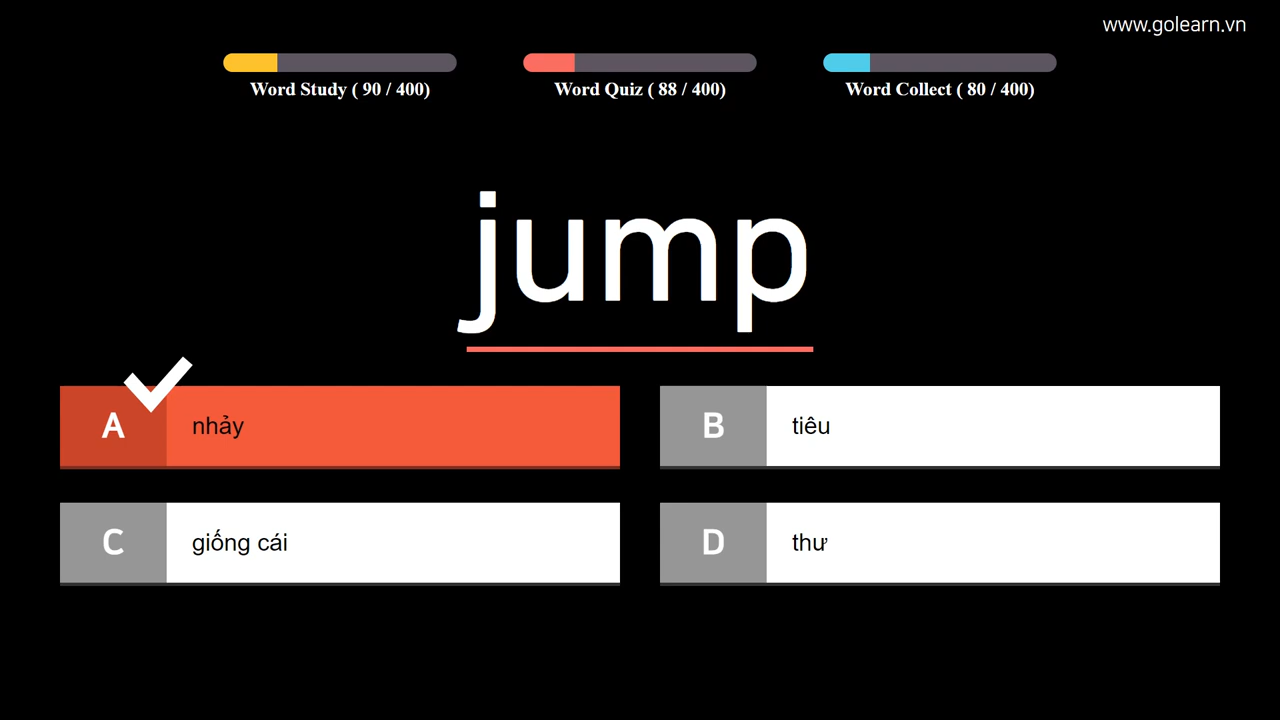 www.golearn.vn
Word Study ( 90 / 400)
Word Quiz ( 88 / 400)
Word Collect ( 80 / 400)
jump
A nhảy
B tiêu
C giống cái
D thư